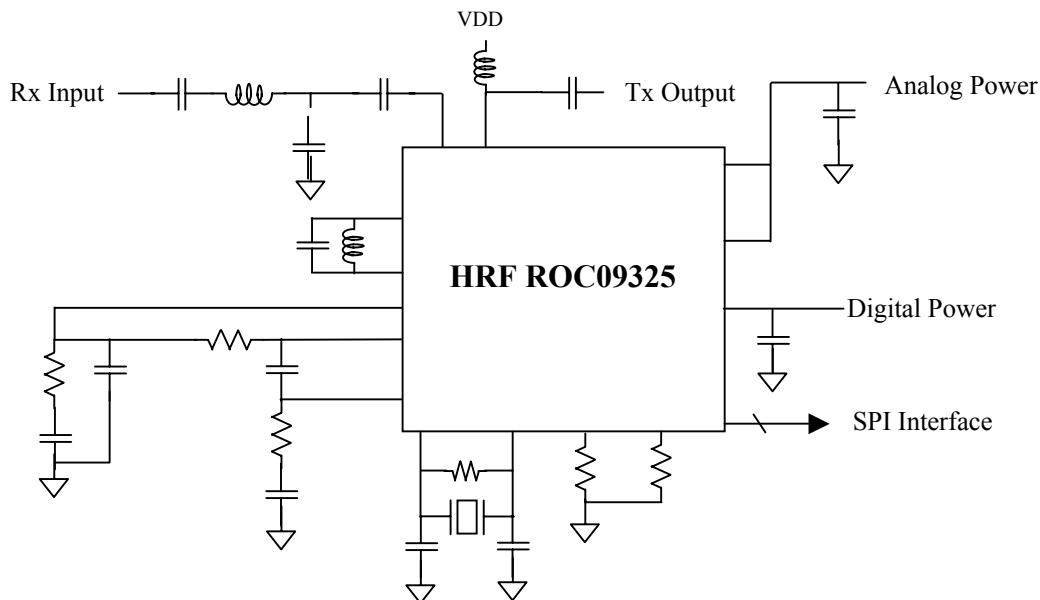 VDD
Rx Input
Tx Output
Analog Power
HRF ROC09325
Digital Power
SPI Interface